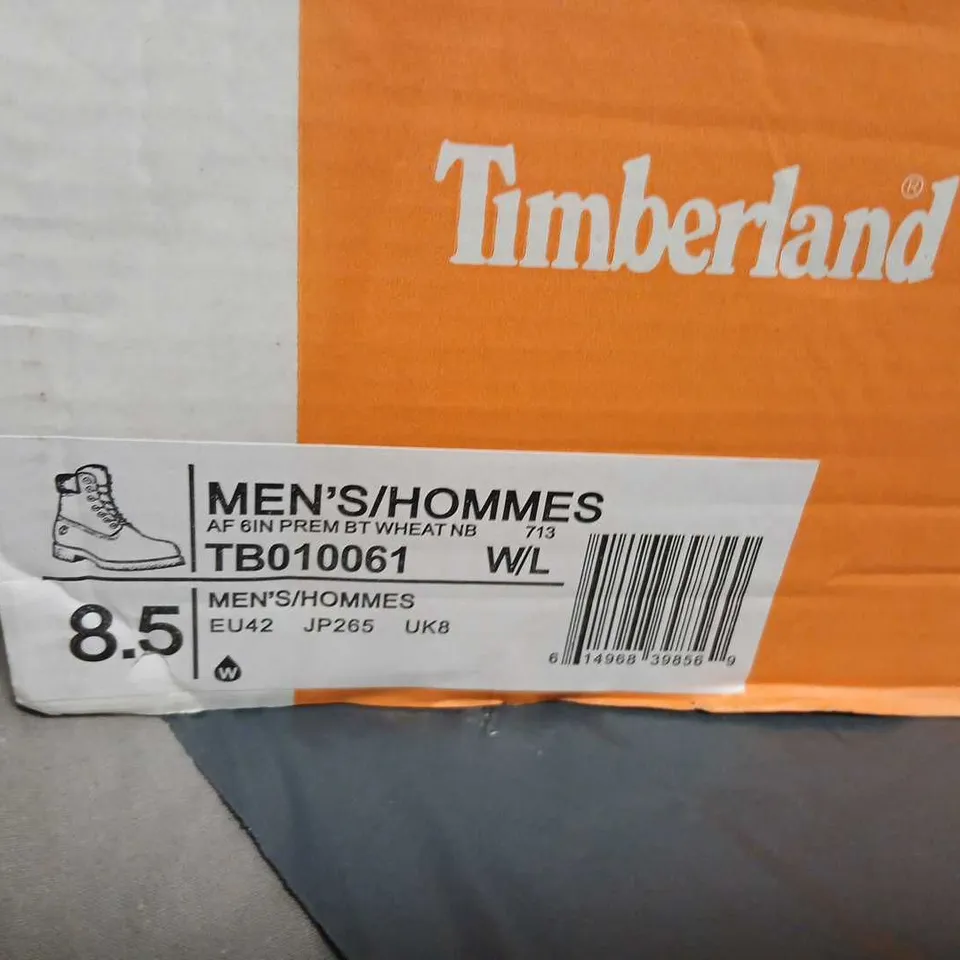 Timberland®
MEN'S/HOMMES
AF 6IN PREM BT WHEAT NB 713
TB010061 W/L
8.5
MEN'S/HOMMES
EU42 JP265 UK8
W
6 14968 39856 9